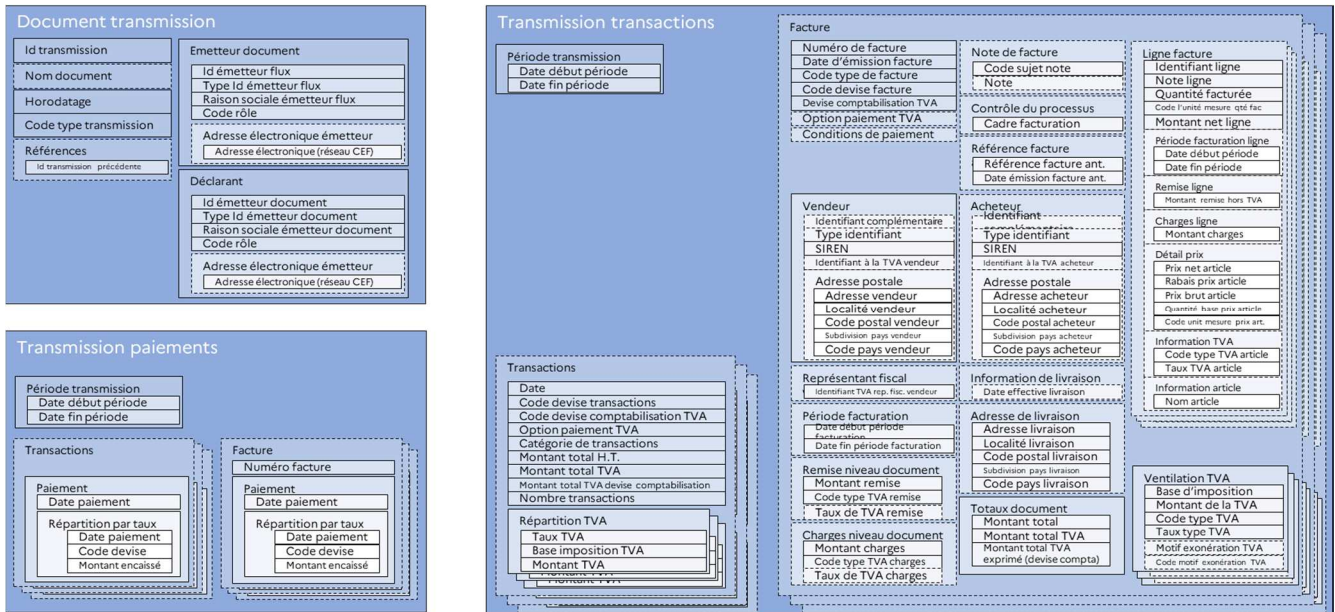 Document transmission
Id transmission
Nom document
Horodatage
Code type transmission
Références
Id transmission précédente
Emetteur document
Id émetteur flux
Type Id émetteur flux
Raison sociale émetteur flux
Code rôle
Adresse électronique émetteur
Adresse électronique (réseau CEF)
Déclarant
Id émetteur document
Type Id émetteur document
Raison sociale émetteur document
Code rôle
Adresse électronique émetteur
Adresse électronique (réseau CEF)
Transmission paiements
Période transmission
Date début période
Date fin période
Transactions
Paiement
Date paiement
Répartition par taux
Date paiement
Code devise
Montant encaissé
Facture
Numéro facture
Paiement
Date paiement
Répartition par taux
Date paiement
Code devise
Montant encaissé
Transmission transactions
Période transmission
Date début période
Date fin période
Transactions
Date
Code devise transactions
Code devise comptabilisation TVA
Option paiement TVA
Catégorie de transactions
Montant total H.T.
Montant total TVA
Montant total TVA devise comptabilisation
Nombre transactions
Répartition TVA
Taux TVA
Base imposition TVA
Montant TVA
Montant TVA
Montant TVA
Facture
Numéro de facture
Date d'émission facture
Code type de facture
Code devise facture
Devise comptabilisation TVA
Option paiement TVA
Conditions de paiement
Vendeur
Identifiant complémentaire
Type identifiant
SIREN
Identifiant à la TVA vendeur
Adresse postale
Adresse vendeur
Localité vendeur
Code postal vendeur
Subdivision pays vendeur
Code pays vendeur
Représentant fiscal
Identifiant TVA rep. fisc. vendeur
Période facturation
Date début période
facturation
Date fin période facturation
Remise niveau document
Montant remise
Code type TVA remise
Taux de TVA remise
Charges niveau document
Montant charges
Code type TVA charges
Taux de TVA charges
Note de facture
Code sujet note
Note
Contrôle du processus
Cadre facturation
Référence facture
Référence facture ant.
Date émission facture ant.
Acheteur
Identifiant
complémentaire
Type identifiant
SIREN
Identifiant à la TVA acheteur
Adresse postale
Adresse acheteur
Localité acheteur
Code postal acheteur
Subdivision pays acheteur
Code pays acheteur
Information de livraison
Date effective livraison
Adresse de livraison
Adresse livraison
Localité livraison
Code postal livraison
Subdivision pays livraison
Code pays livraison
Totaux document
Montant total
Montant total TVA
Montant total TVA
exprimé (devise compta)
Ligne facture
Identifiant ligne
Note ligne
Quantité facturée
Code l'unité mesure qté fac
Montant net ligne
Période facturation ligne
Date début période
Date fin période
Remise ligne
Montant remise hors TVA
Charges ligne
Montant charges
Détail prix
Prix net article
Rabais prix article
Prix brut article
Quantité base prix article
Code unit mesure prix art.
Information TVA
Code type TVA article
Taux TVA article
Information article
Nom article
Ventilation TVA
Base d'imposition
Montant de la TVA
Code type TVA
Taux type TVA
Motif exonération TVA
Code motif exonération TVA